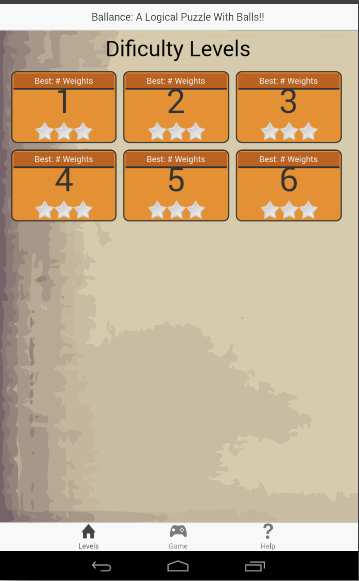 Ballance: A Logical Puzzle With Balls!!
Dificulty Levels
Best: # Weights
1
Best: # Weights
2
Best: # Weights
3
Best: # Weights
4
Best: # Weights
5
Best: # Weights
6
Levels
Game
?
Help